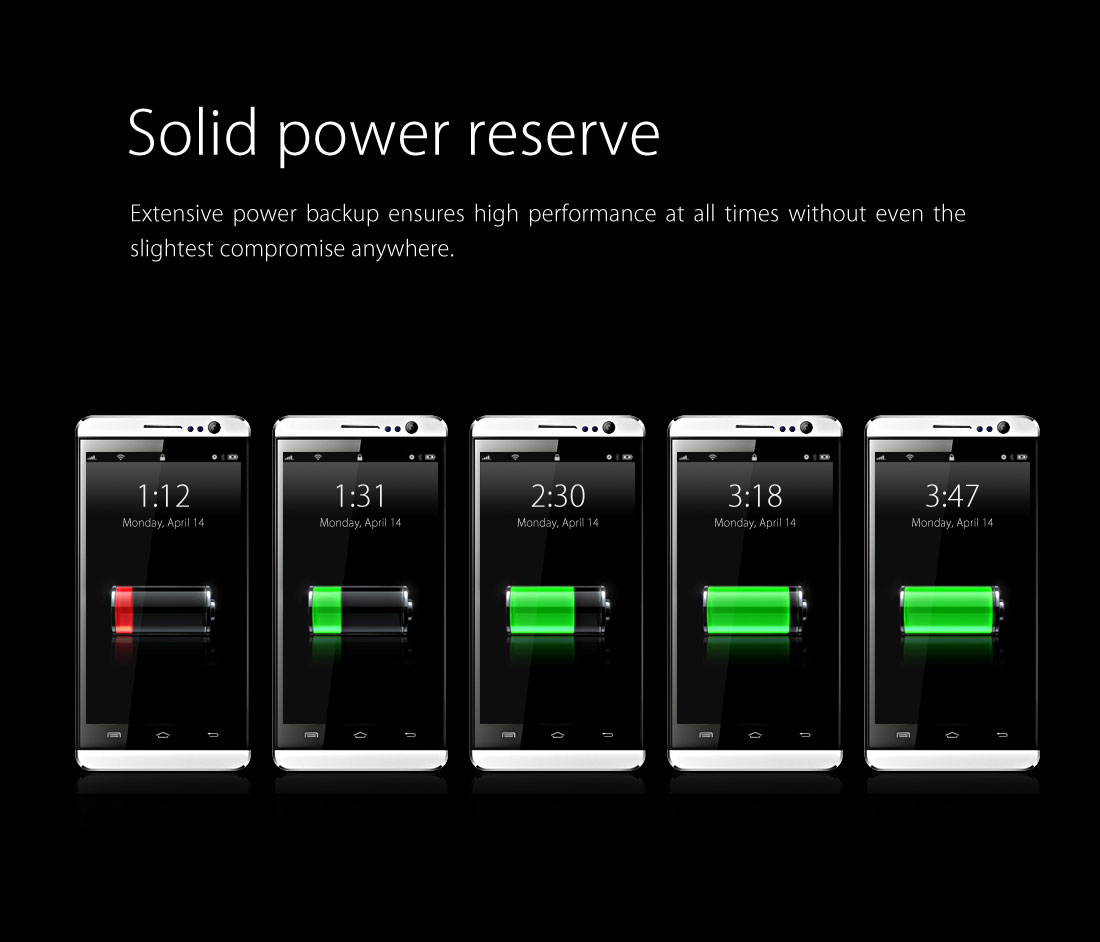 Solid power reserve
Extensive power backup ensures high performance at all times without even the
slightest compromise anywhere.
1:12
Monday, April 14
1:31
Monday, April 14
2:30
Monday, April 14
3:18
Monday, April 14
3:47
Monday, April 14